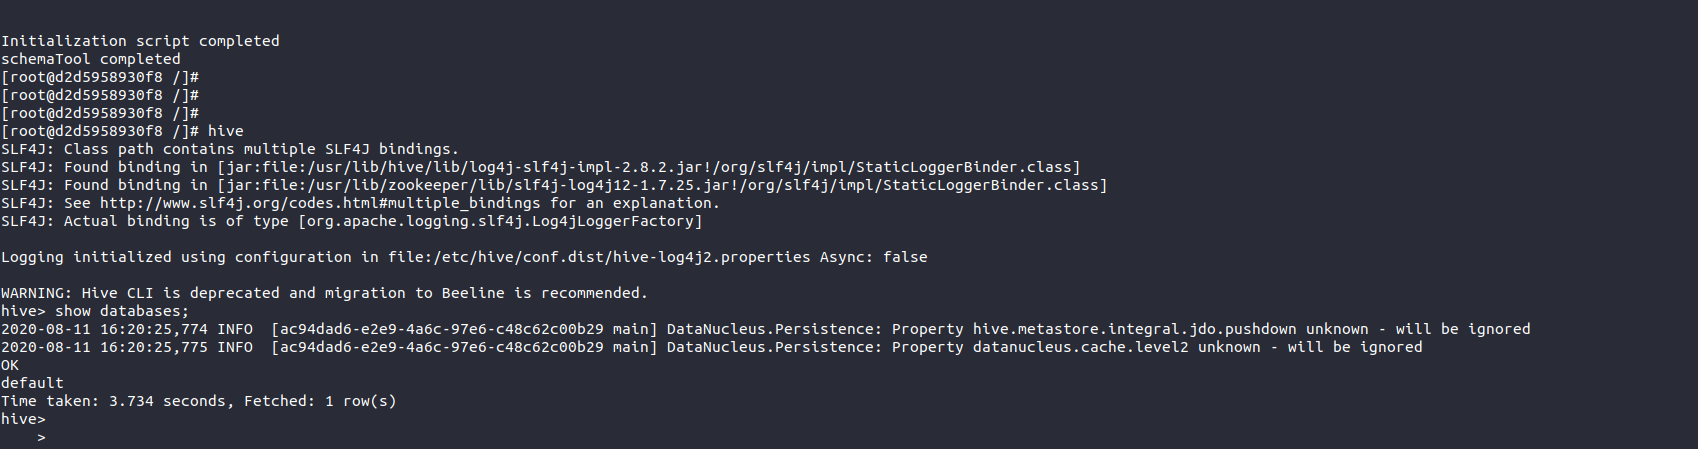 Initialization script completed
schemaTool completed
[root@d2d5958930f8 /]#
[root@d2d5958930f8 /]#
[root@d2d5958930f8 /]#
[root@d2d5958930f8 /]# hive
SLF4J: Class path contains multiple SLF4J bindings.
SLF4J: Found binding in [jar:file:/usr/lib/hive/lib/log4j-slf4j-impl-2.8.2.jar!/org/slf4j/impl/StaticLoggerBinder.class]
SLF4J: Found binding in [jar:file:/usr/lib/zookeeper/lib/slf4j-log4j12-1.7.25.jar!/org/slf4j/impl/StaticLoggerBinder.class]
SLF4J: See http://www.slf4j.org/codes.html#multiple_bindings for an explanation.
SLF4J: Actual binding is of type [org.apache.logging.slf4j.Log4jLoggerFactory]
Logging initialized using configuration in file:/etc/hive/conf.dist/hive-log4j2.properties Async: false
WARNING: Hive CLI is deprecated and migration to Beeline is recommended.
hive> show databases;
2020-08-11 16:20:25,774 INFO  [ac94dad6-e2e9-4a6c-97e6-c48c62c00b29 main] DataNucleus.Persistence: Property hive.metastore.integral.jdo.pushdown unknown - will be ignored
2020-08-11 16:20:25,775 INFO  [ac94dad6-e2e9-4a6c-97e6-c48c62c00b29 main] DataNucleus.Persistence: Property datanucleus.cache.level2 unknown - will be ignored
OK
default
Time taken: 3.734 seconds, Fetched: 1 row(s)
hive>
    >